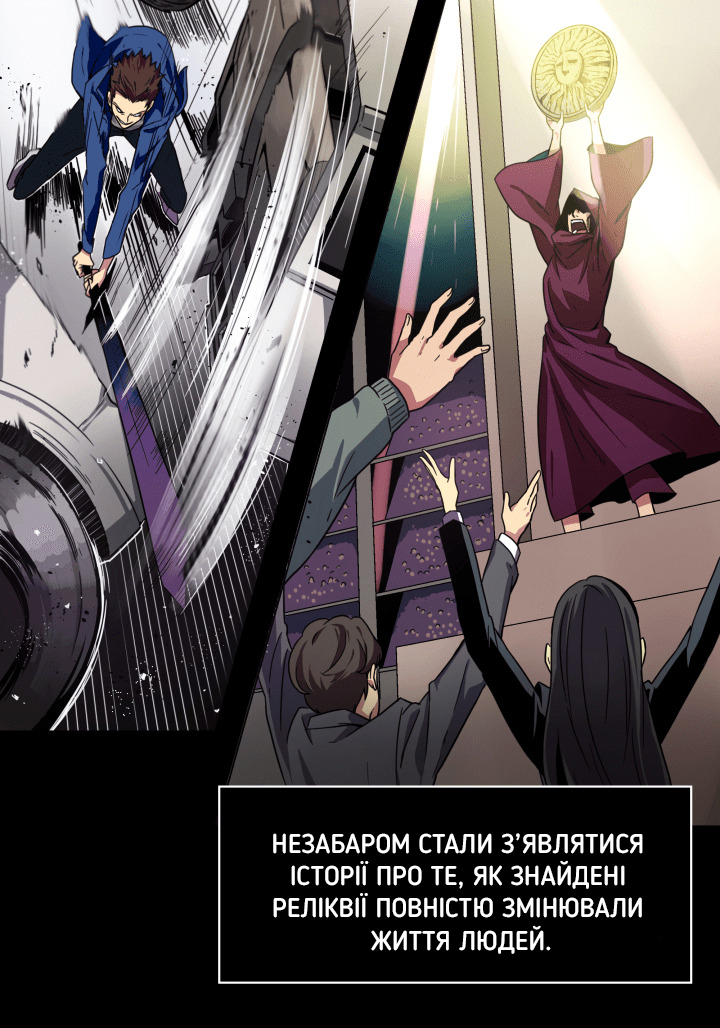 НЕЗАБАРОМ СТАЛИ З’ЯВЛЯТИСЯ
ІСТОРІЇ ПРО ТЕ, ЯК ЗНАЙДЕНІ
РЕЛІКВІЇ ПОВНІСТЮ ЗМІНЮВАЛИ
ЖИТТЯ ЛЮДЕЙ.